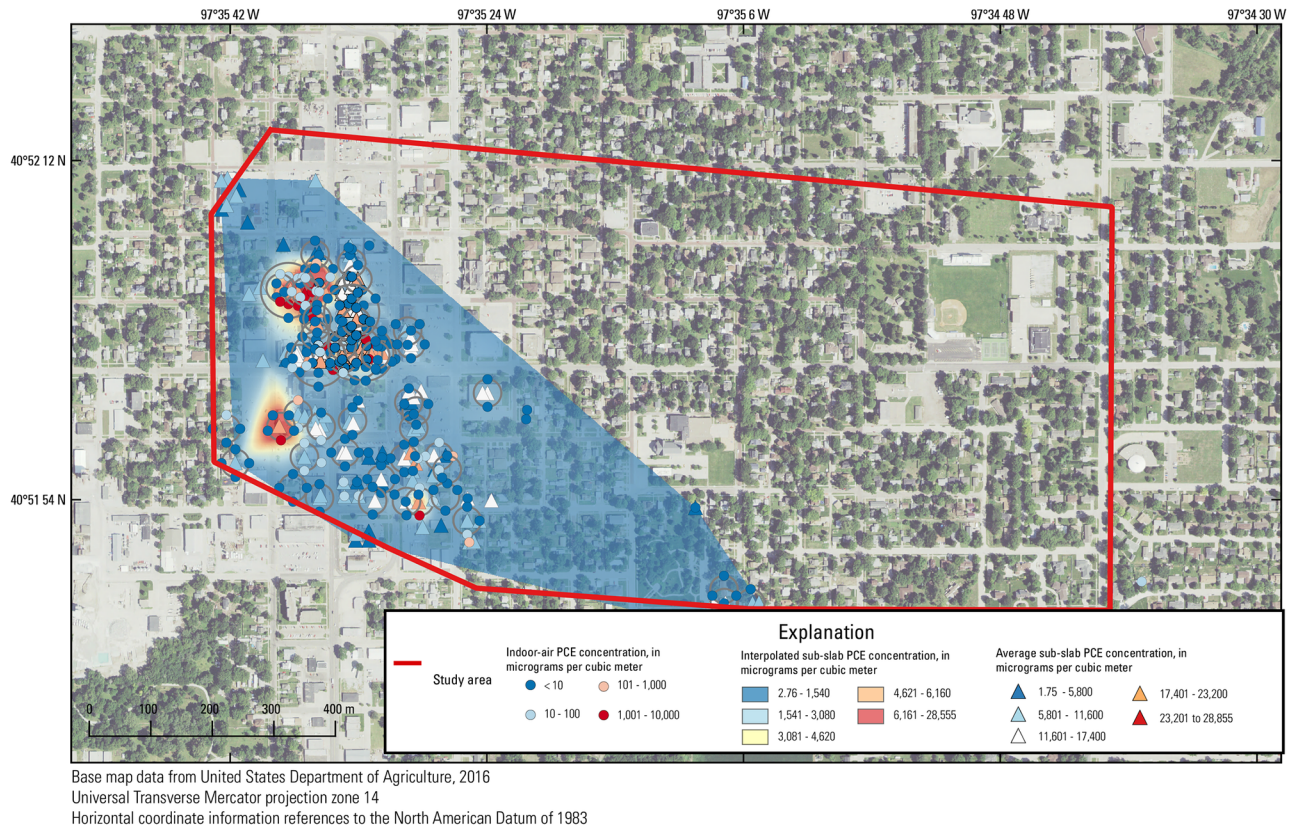 97°35 42 W 97°35 24 W 97°35 6 W 97°34 48 W 97°34 30 W
40°52 12 N
40°51 54 N
Explanation
Study area
Indoor-air PCE concentration, in
micrograms per cubic meter
< 10
10 - 100
101 - 1,000
1,001 - 10,000
Interpolated sub-slab PCE concentration, in
micrograms per cubic meter
2.76 - 1,540
1,541 - 3,080
3,081 - 4,620
4,621 - 6,160
6,161 - 28,555
Average sub-slab PCE concentration, in
micrograms per cubic meter
1.75 - 5,800
5,801 - 11,600
11,601 - 17,400
17,401 - 23,200
23,201 to 28,855
0 100 200 300 400 m
Base map data from United States Department of Agriculture, 2016
Universal Transverse Mercator projection zone 14
Horizontal coordinate information references to the North American Datum of 1983